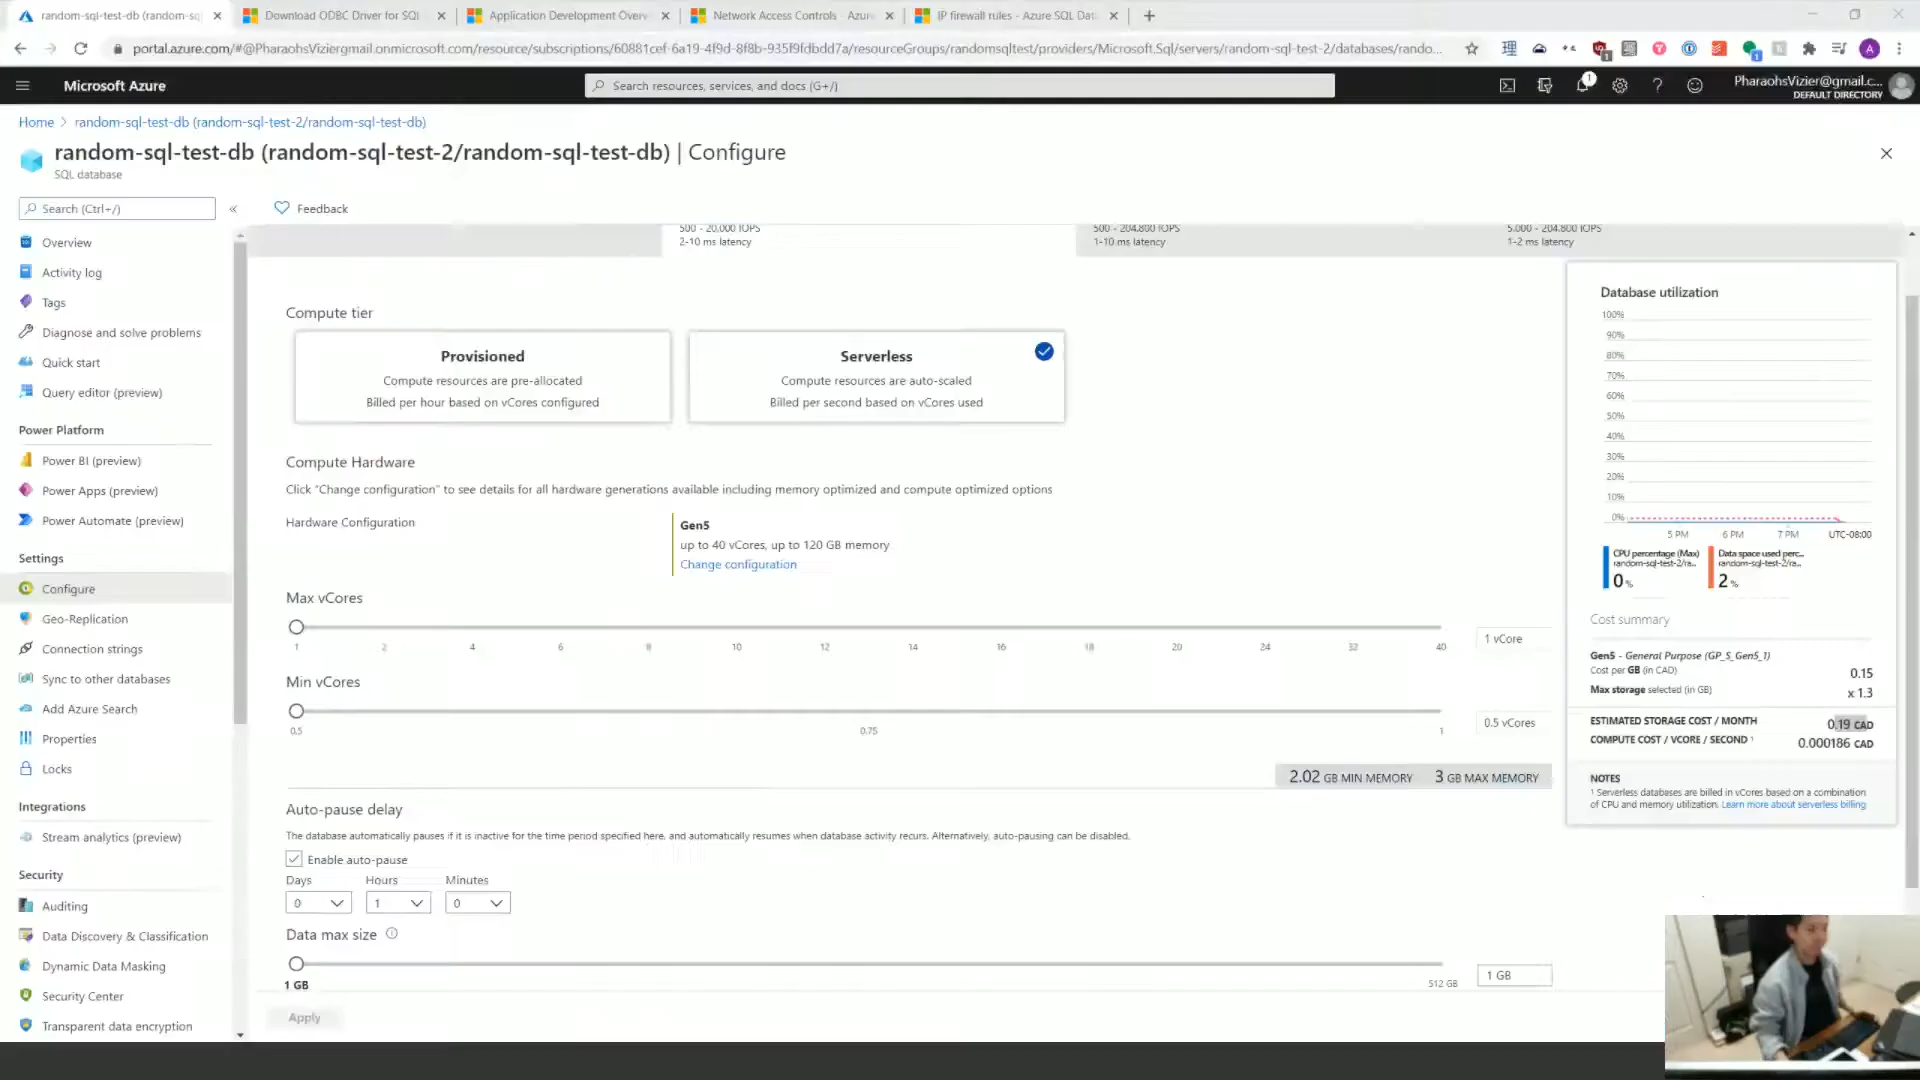 random-sql-test-db (random-sq
Download ODBC Driver for SQL
Application Development Overv
Network Access Controls - Azure
IP firewall rules - Azure SQL Data
portal.azure.com/#@PharaohsViziergmail.onmicrosoft.com/resource/subscriptions/60881cef-6a19-4f9d-8f8b-935f9fdbdd7a/resourceGroups/randomsqltest/providers/Microsoft.Sql/servers/random-sql-test-2/databases/rando...
Microsoft Azure
Search resources, services, and docs (G+/)
1
PharaohsVizier@gmail.c...
DEFAULT DIRECTORY
Home > random-sql-test-db (random-sql-test-2/random-sql-test-db)
random-sql-test-db (random-sql-test-2/random-sql-test-db) | Configure
SQL database
Search (Ctrl+/)
«
Feedback
Overview
Activity log
Tags
Diagnose and solve problems
Quick start
Query editor (preview)
Power Platform
Power BI (preview)
Power Apps (preview)
Power Automate (preview)
Settings
Configure
Geo-Replication
Connection strings
Sync to other databases
Add Azure Search
Properties
Locks
Integrations
Stream analytics (preview)
Security
Auditing
Data Discovery & Classification
Dynamic Data Masking
Security Center
Transparent data encryption
500 - 20,000 IOPS
2-10 ms latency
500 - 204,800 IOPS
1-10 ms latency
5,000 - 204,800 IOPS
1-2 ms latency
Compute tier
Provisioned
Compute resources are pre-allocated
Billed per hour based on vCores configured
Serverless
Compute resources are auto-scaled
Billed per second based on vCores used
Compute Hardware
Click "Change configuration" to see details for all hardware generations available including memory optimized and compute optimized options
Hardware Configuration
Gen5
up to 40 vCores, up to 120 GB memory
Change configuration
Max vCores
1 2 4 6 8 10 12 14 16 18 20 24 32 40
1 vCore
Min vCores
0.5 0.75 1
0.5 vCores
2.02 GB MIN MEMORY 3 GB MAX MEMORY
Auto-pause delay
The database automatically pauses if it is inactive for the time period specified here, and automatically resumes when database activity recurs. Alternatively, auto-pausing can be disabled.
Enable auto-pause
Days Hours Minutes
0 1 0
Data max size
1 GB
512 GB
1 GB
Apply
Database utilization
100%
90%
80%
70%
60%
50%
40%
30%
20%
10%
0%
5 PM 6 PM 7 PM UTC-08:00
CPU percentage (Max)
random-sql-test-2/ra...
0 %
Data space used perc...
random-sql-test-2/ra...
2 %
Cost summary
Gen5 - General Purpose (GP_S_Gen5_1)
Cost per GB (in CAD) 0.15
Max storage selected (in GB) x 1.3
ESTIMATED STORAGE COST / MONTH 0.19 CAD
COMPUTE COST / VCORE / SECOND ¹ 0.000186 CAD
NOTES
¹ Serverless databases are billed in vCores based on a combination
of CPU and memory utilization. Learn more about serverless billing